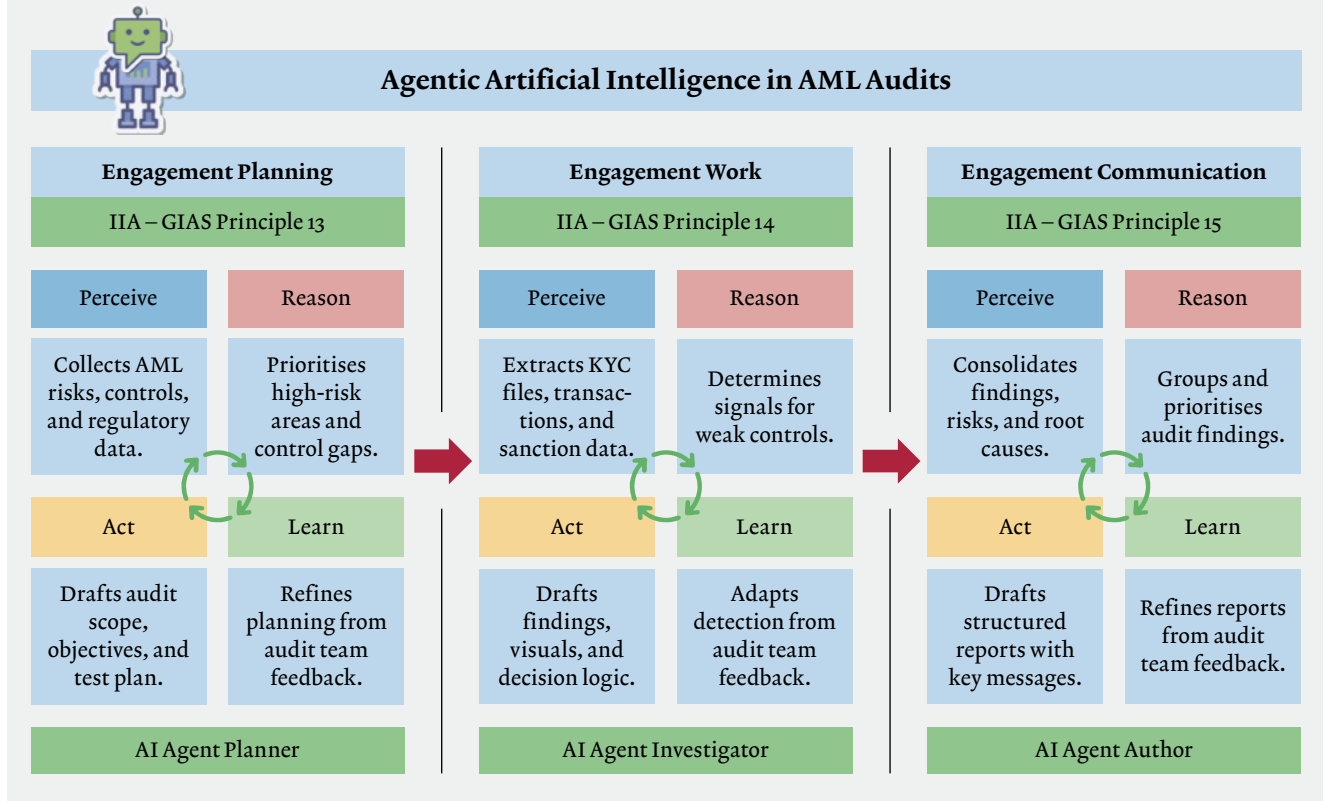 Agentic Artificial Intelligence in AML Audits
Engagement Planning
IIA – GIAS Principle 13
Perceive
Reason
Collects AML
risks, controls,
and regulatory
data.
Prioritises
high-risk
areas and
control gaps.
Act
Learn
Drafts audit
scope,
objectives, and
test plan.
Refines
planning from
audit team
feedback.
AI Agent Planner
Engagement Work
IIA – GIAS Principle 14
Perceive
Reason
Extracts KYC
files, transac-
tions, and
sanction data.
Determines
signals for
weak controls.
Act
Learn
Drafts
findings,
visuals, and
decision logic.
Adapts
detection from
audit team
feedback.
AI Agent Investigator
Engagement Communication
IIA – GIAS Principle 15
Perceive
Reason
Consolidates
findings,
risks, and root
causes.
Groups and
prioritises
audit findings.
Act
Learn
Drafts
structured
reports with
key messages.
Refines reports
from audit
team feedback.
AI Agent Author